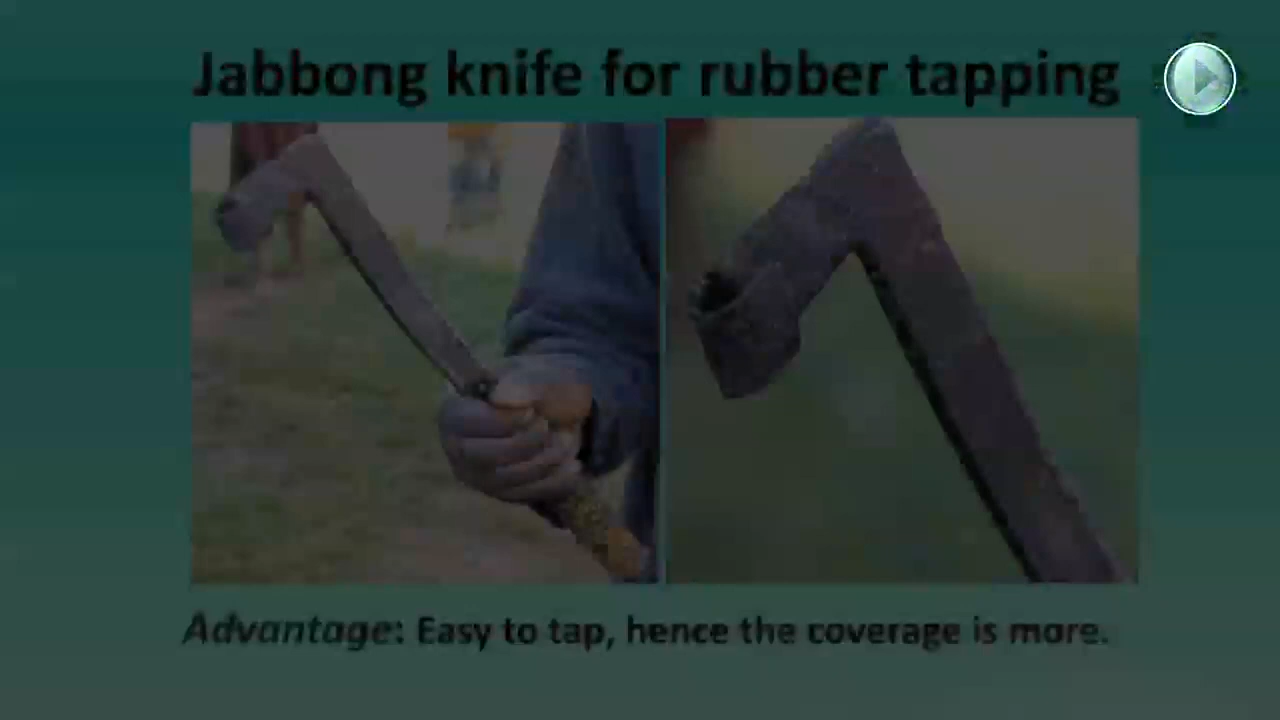 Jabbong knife for rubber tapping
Advantage: Easy to tap, hence the coverage is more.